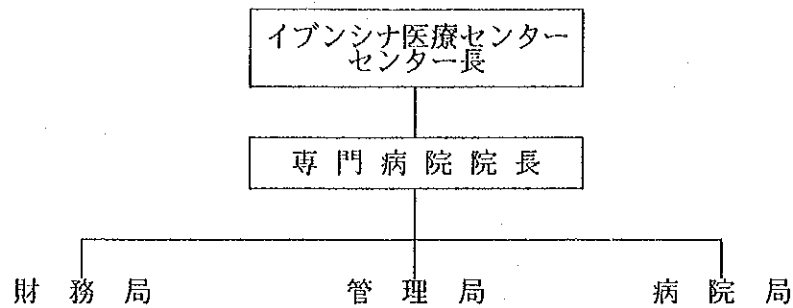 イブンシナ医療センター
センター長
専門病院院長
財務局 管理局 病院局